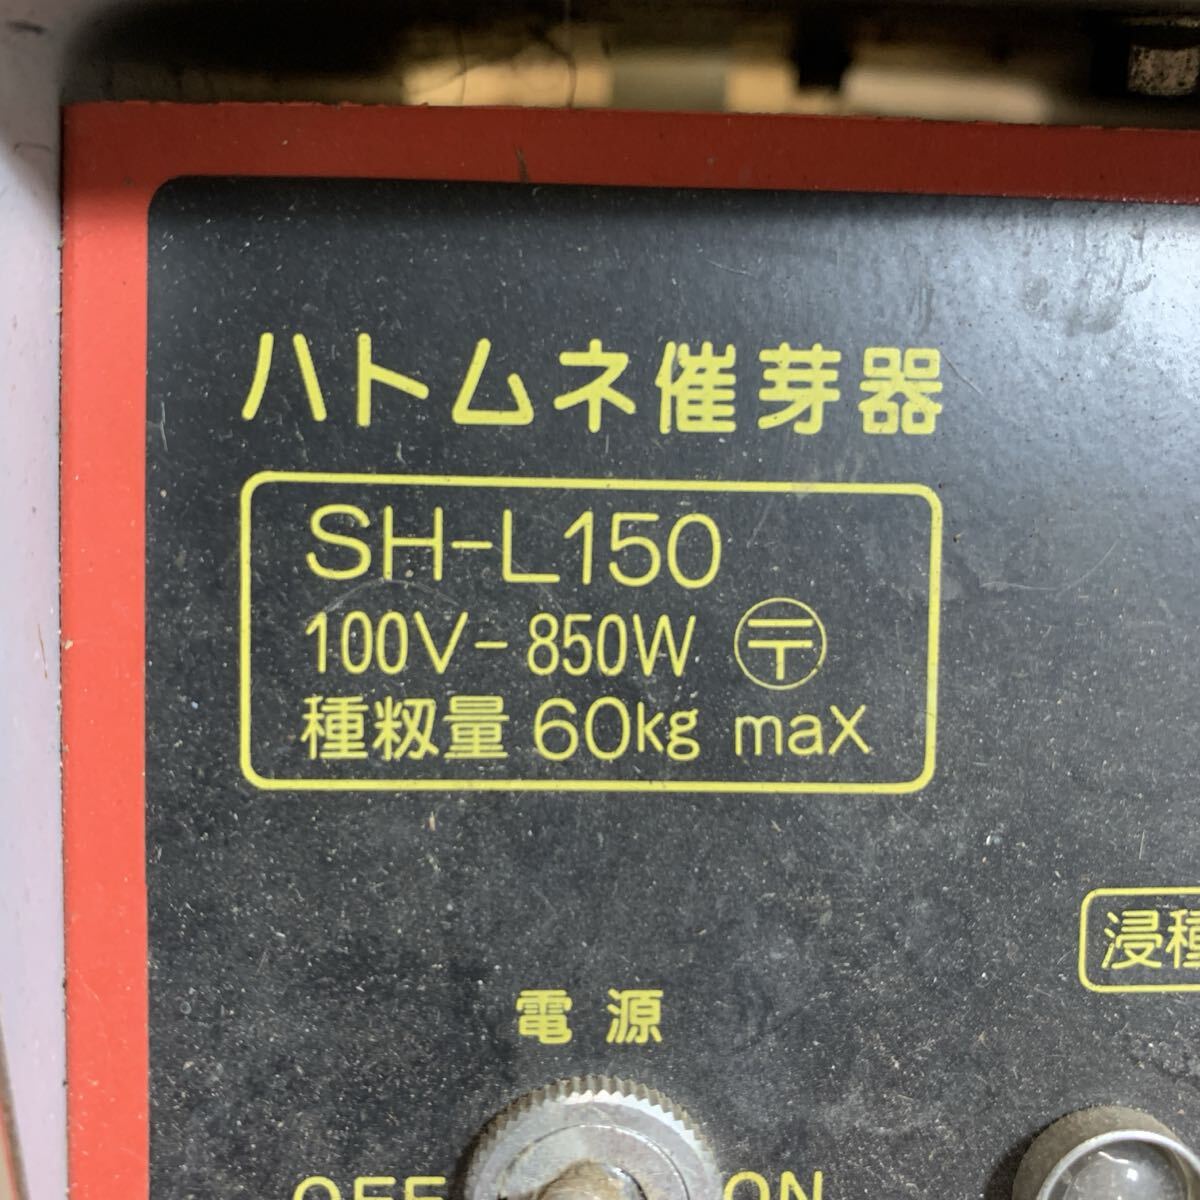 ハトムネ催芽器
SH-L150
100V-850W 〶
種籾量 60kg max
浸種
電源
OFF ON